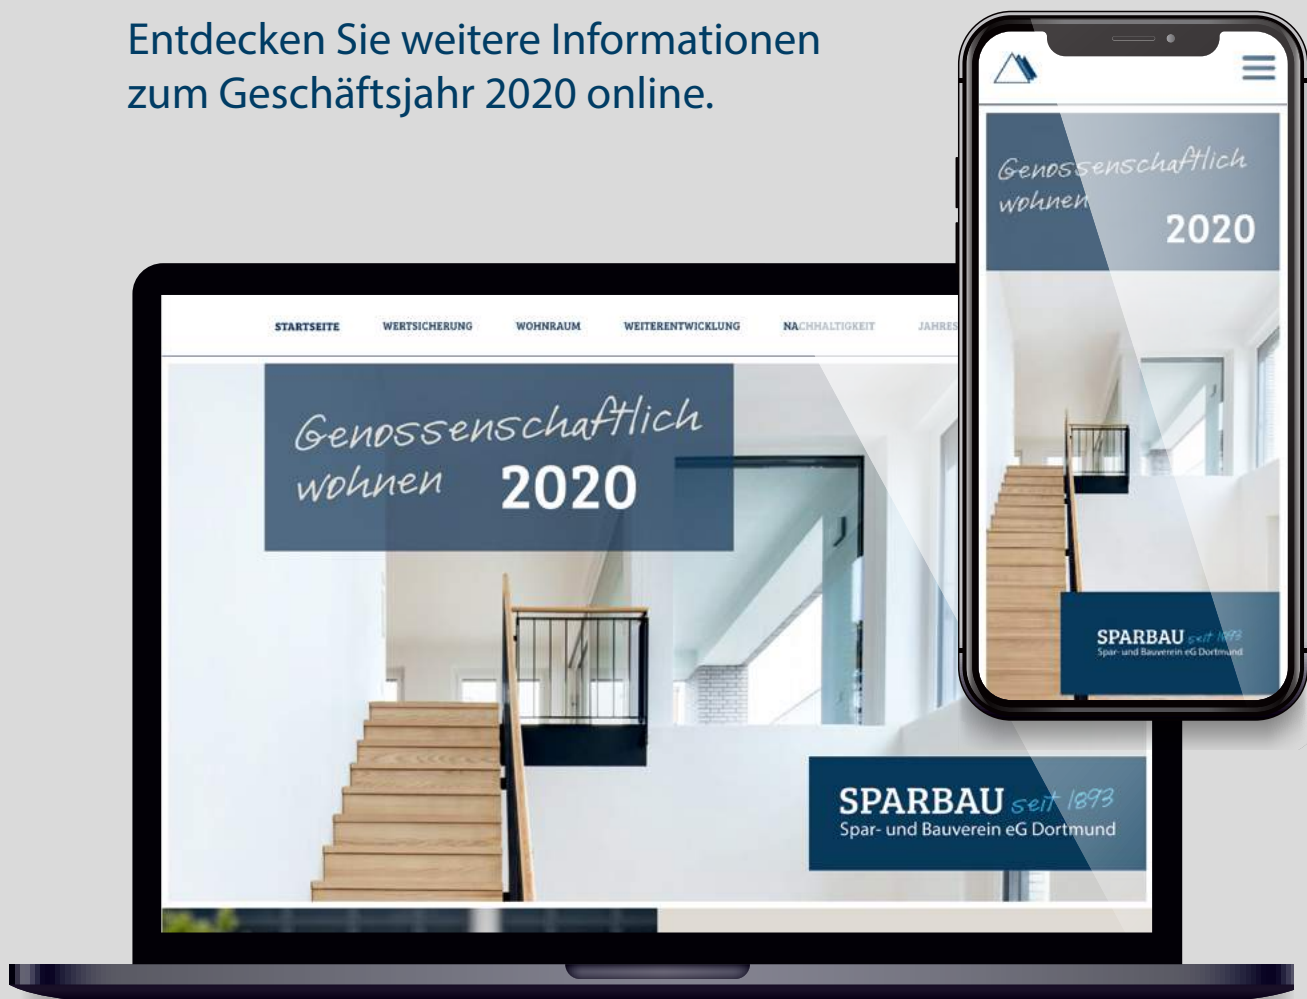 Entdecken Sie weitere Informationen
zum Geschäftsjahr 2020 online.
Genossenschaftlich
wohnen
2020
SPARBAU seit 1893
Spar- und Bauverein eG Dortmund
STARTSEITE WERTSICHERUNG WOHNRAUM WEITERENTWICKLUNG NACHHALTIGKEIT JAHRES
Genossenschaftlich
wohnen 2020
SPARBAU seit 1893
Spar- und Bauverein eG Dortmund